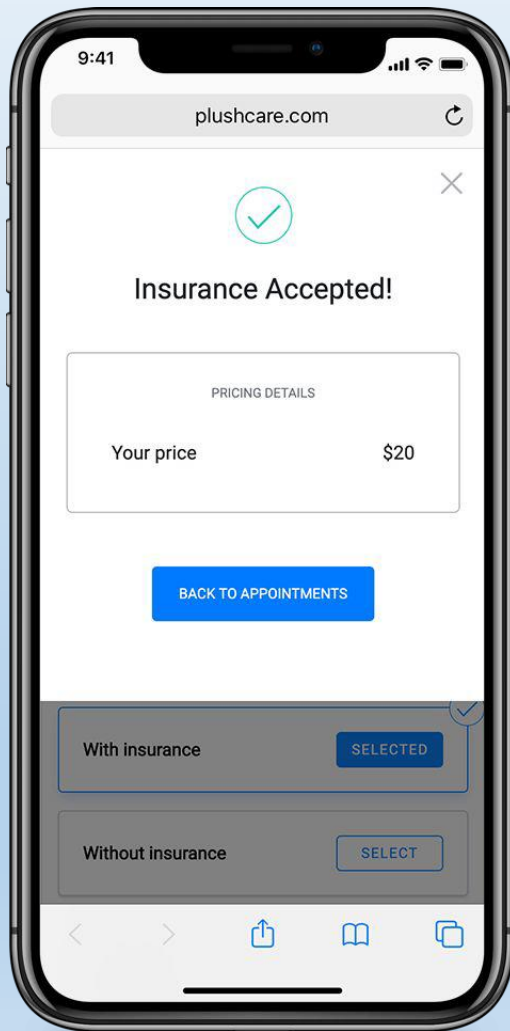 9:41
plushcare.com
Insurance Accepted!
PRICING DETAILS
Your price $20
BACK TO APPOINTMENTS
With insurance SELECTED
Without insurance SELECT